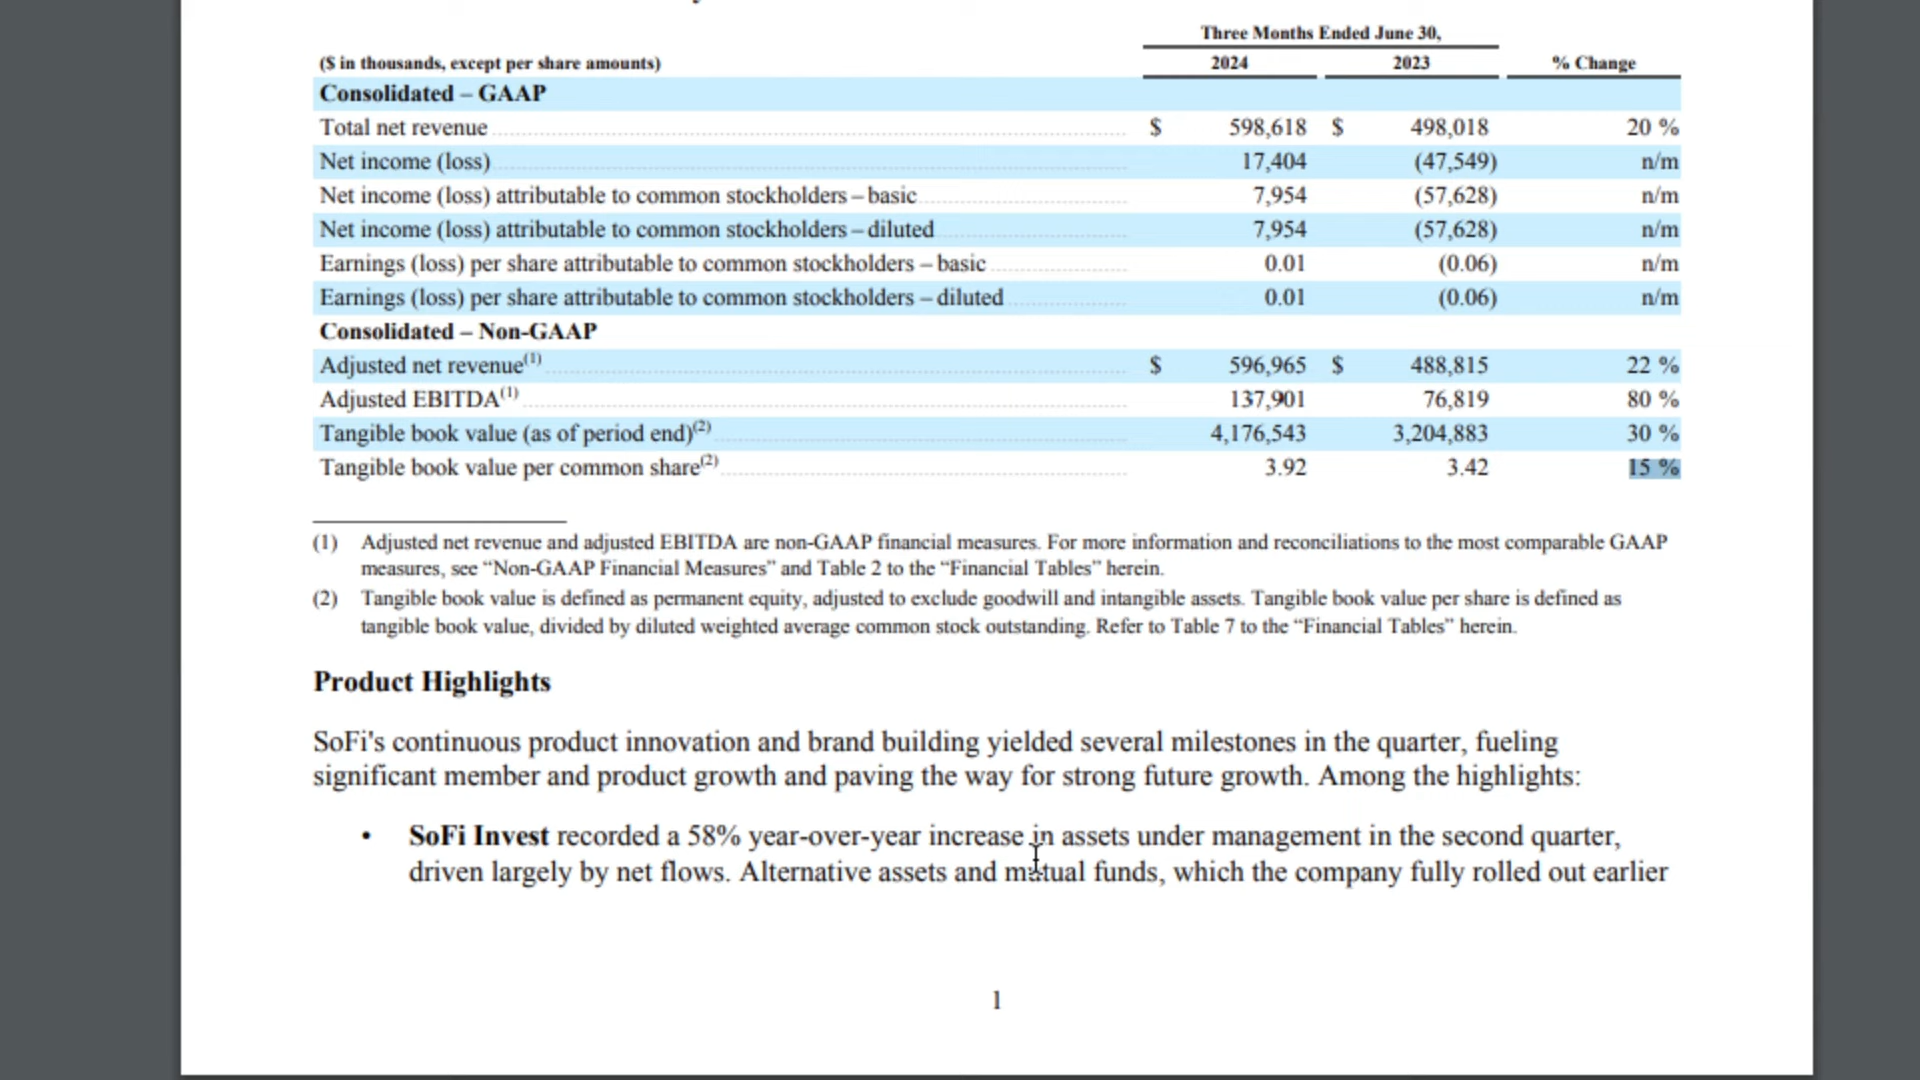 Three Months Ended June 30,
($ in thousands, except per share amounts) 2024 2023 % Change
Consolidated – GAAP
Total net revenue $ 598,618 $ 498,018 20 %
Net income (loss) 17,404 (47,549) n/m
Net income (loss) attributable to common stockholders – basic 7,954 (57,628) n/m
Net income (loss) attributable to common stockholders – diluted 7,954 (57,628) n/m
Earnings (loss) per share attributable to common stockholders – basic 0.01 (0.06) n/m
Earnings (loss) per share attributable to common stockholders – diluted 0.01 (0.06) n/m
Consolidated – Non-GAAP
Adjusted net revenue(1) $ 596,965 $ 488,815 22 %
Adjusted EBITDA(1) 137,901 76,819 80 %
Tangible book value (as of period end)(2) 4,176,543 3,204,883 30 %
Tangible book value per common share(2) 3.92 3.42 15 %
(1) Adjusted net revenue and adjusted EBITDA are non-GAAP financial measures. For more information and reconciliations to the most comparable GAAP
measures, see “Non-GAAP Financial Measures” and Table 2 to the “Financial Tables” herein.
(2) Tangible book value is defined as permanent equity, adjusted to exclude goodwill and intangible assets. Tangible book value per share is defined as
tangible book value, divided by diluted weighted average common stock outstanding. Refer to Table 7 to the “Financial Tables” herein.
Product Highlights
SoFi's continuous product innovation and brand building yielded several milestones in the quarter, fueling
significant member and product growth and paving the way for strong future growth. Among the highlights:
• SoFi Invest recorded a 58% year-over-year increase in assets under management in the second quarter,
driven largely by net flows. Alternative assets and mutual funds, which the company fully rolled out earlier
1